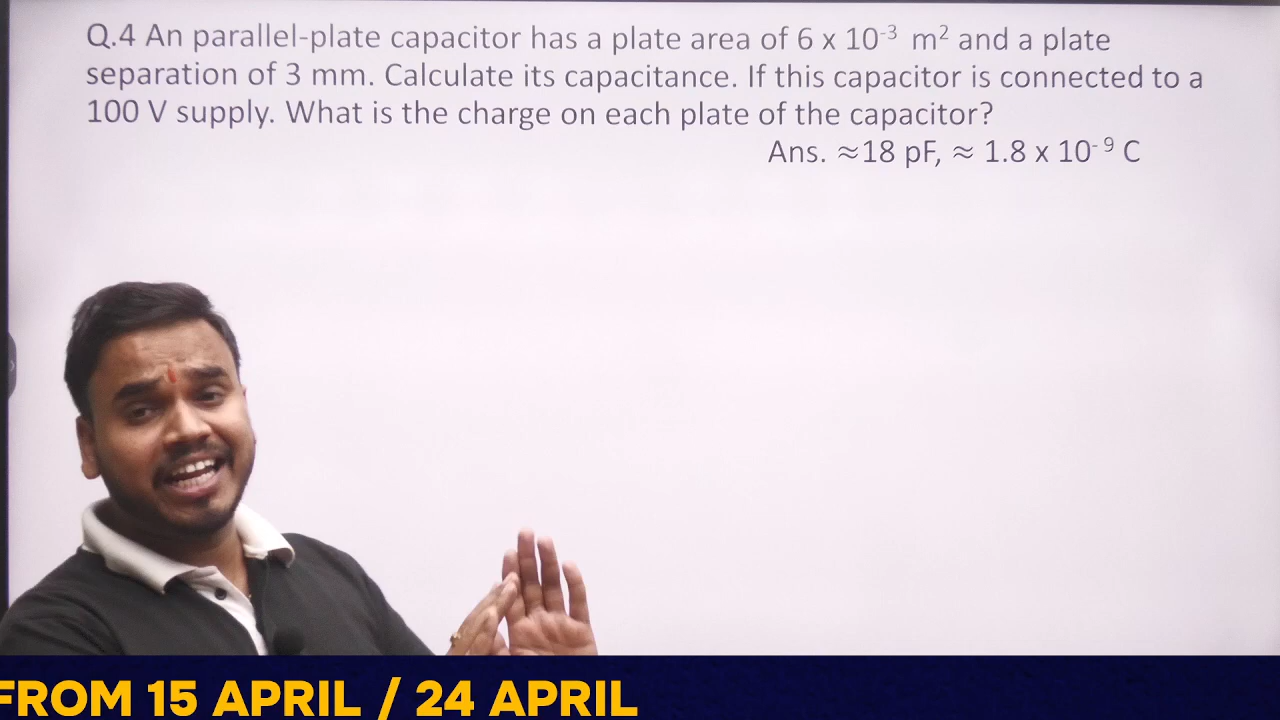 Q.4 An parallel-plate capacitor has a plate area of 6 x 10⁻³ m² and a plate
separation of 3 mm. Calculate its capacitance. If this capacitor is connected to a
100 V supply. What is the charge on each plate of the capacitor?
Ans. ≈18 pF, ≈ 1.8 x 10⁻⁹ C
FROM 15 APRIL / 24 APRIL